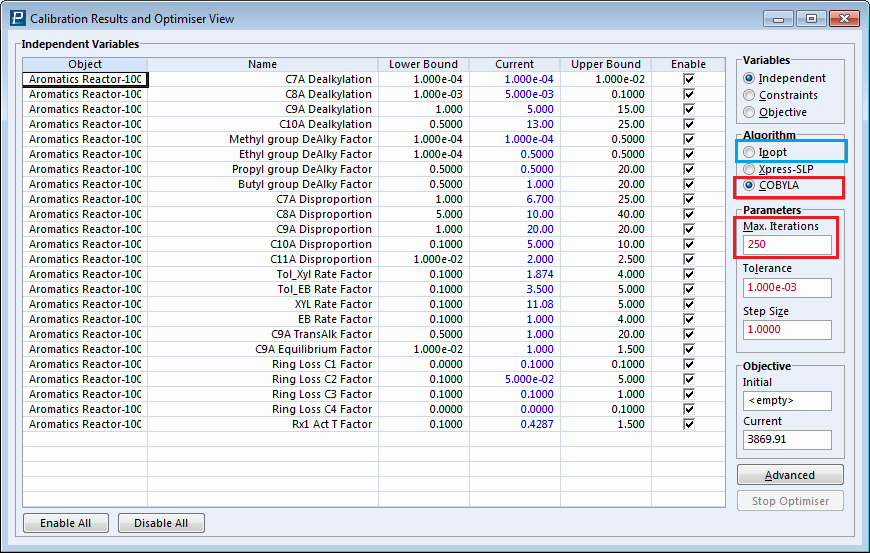 Calibration Results and Optimiser View
Independent Variables
Object Name Lower Bound Current Upper Bound Enable
Aromatics Reactor-100 C7A Dealkylation 1.000e-04 1.000e-04 1.000e-02
Aromatics Reactor-100 C8A Dealkylation 1.000e-03 5.000e-03 0.1000
Aromatics Reactor-100 C9A Dealkylation 1.000 5.000 15.00
Aromatics Reactor-100 C10A Dealkylation 0.5000 13.00 25.00
Aromatics Reactor-100 Methyl group DeAlky Factor 1.000e-04 1.000e-04 0.5000
Aromatics Reactor-100 Ethyl group DeAlky Factor 1.000e-04 0.5000 0.5000
Aromatics Reactor-100 Propyl group DeAlky Factor 0.5000 0.5000 20.00
Aromatics Reactor-100 Butyl group DeAlky Factor 0.5000 1.000 20.00
Aromatics Reactor-100 C7A Disproportion 1.000 6.700 25.00
Aromatics Reactor-100 C8A Disproportion 5.000 10.00 40.00
Aromatics Reactor-100 C9A Disproportion 1.000 20.00 20.00
Aromatics Reactor-100 C10A Disproportion 0.1000 5.000 10.00
Aromatics Reactor-100 C11A Disproportion 1.000e-02 2.000 2.500
Aromatics Reactor-100 Tol_Xyl Rate Factor 0.1000 1.874 4.000
Aromatics Reactor-100 Tol_EB Rate Factor 0.1000 3.500 5.000
Aromatics Reactor-100 XYL Rate Factor 0.1000 11.08 5.000
Aromatics Reactor-100 EB Rate Factor 0.1000 1.000 4.000
Aromatics Reactor-100 C9A TransAlk Factor 0.5000 1.000 20.00
Aromatics Reactor-100 C9A Equilibrium Factor 1.000e-02 1.000 1.500
Aromatics Reactor-100 Ring Loss C1 Factor 0.0000 0.1000 0.1000
Aromatics Reactor-100 Ring Loss C2 Factor 0.1000 5.000e-02 5.000
Aromatics Reactor-100 Ring Loss C3 Factor 0.1000 0.1000 1.000
Aromatics Reactor-100 Ring Loss C4 Factor 0.0000 0.0000 0.1000
Aromatics Reactor-100 Rx1 Act T Factor 0.1000 0.4287 1.500
Enable All Disable All
Variables
Independent
Constraints
Objective
Algorithm
Ipopt
Xpress-SLP
COBYLA
Parameters
Max. Iterations
250
Tolerance
1.000e-03
Step Size
1.0000
Objective
Initial
<empty>
Current
3869.91
Advanced
Stop Optimiser